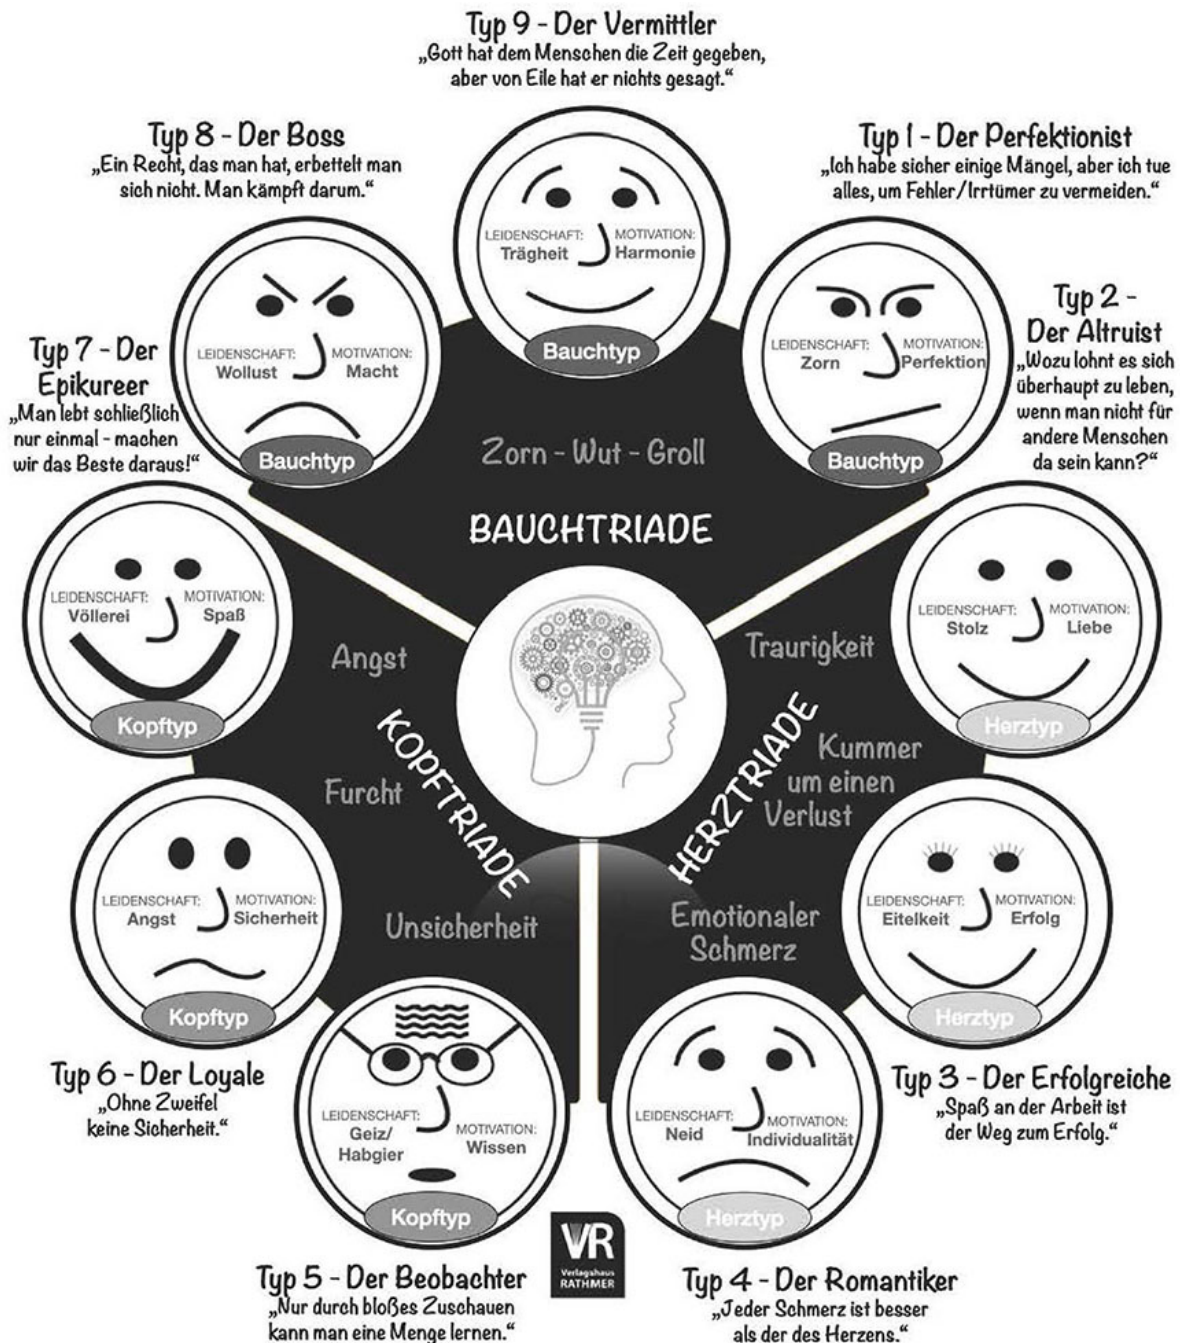 Typ 9 - Der Vermittler
„Gott hat dem Menschen die Zeit gegeben,
aber von Eile hat er nichts gesagt.“
LEIDENSCHAFT:
Trägheit
MOTIVATION:
Harmonie
Bauchtyp
Typ 8 - Der Boss
„Ein Recht, das man hat, erbettelt man
sich nicht. Man kämpft darum.“
LEIDENSCHAFT:
Wollust
MOTIVATION:
Macht
Bauchtyp
Typ 1 - Der Perfektionist
„Ich habe sicher einige Mängel, aber ich tue
alles, um Fehler/Irrtümer zu vermeiden.“
LEIDENSCHAFT:
Zorn
MOTIVATION:
Perfektion
Bauchtyp
Typ 7 - Der
Epikureer
„Man lebt schließlich
nur einmal - machen
wir das Beste daraus!“
LEIDENSCHAFT:
Völlerei
MOTIVATION:
Spaß
Kopftyp
Typ 2 -
Der Altruist
„Wozu lohnt es sich
überhaupt zu leben,
wenn man nicht für
andere Menschen
da sein kann?“
LEIDENSCHAFT:
Stolz
MOTIVATION:
Liebe
Herztyp
Zorn - Wut - Groll
BAUCHTRIADE
Angst
Furcht
Unsicherheit
KOPFTRIADE
Traurigkeit
Kummer
um einen
Verlust
Emotionaler
Schmerz
HERZTRIADE
LEIDENSCHAFT:
Angst
MOTIVATION:
Sicherheit
Kopftyp
Typ 6 - Der Loyale
„Ohne Zweifel
keine Sicherheit.“
LEIDENSCHAFT:
Eitelkeit
MOTIVATION:
Erfolg
Herztyp
Typ 3 - Der Erfolgreiche
„Spaß an der Arbeit ist
der Weg zum Erfolg.“
LEIDENSCHAFT:
Geiz/
Habgier
MOTIVATION:
Wissen
Kopftyp
Typ 5 - Der Beobachter
„Nur durch bloßes Zuschauen
kann man eine Menge lernen.“
LEIDENSCHAFT:
Neid
MOTIVATION:
Individualität
Herztyp
Typ 4 - Der Romantiker
„Jeder Schmerz ist besser
als der des Herzens.“
VR
Verlagshaus
RATHMER